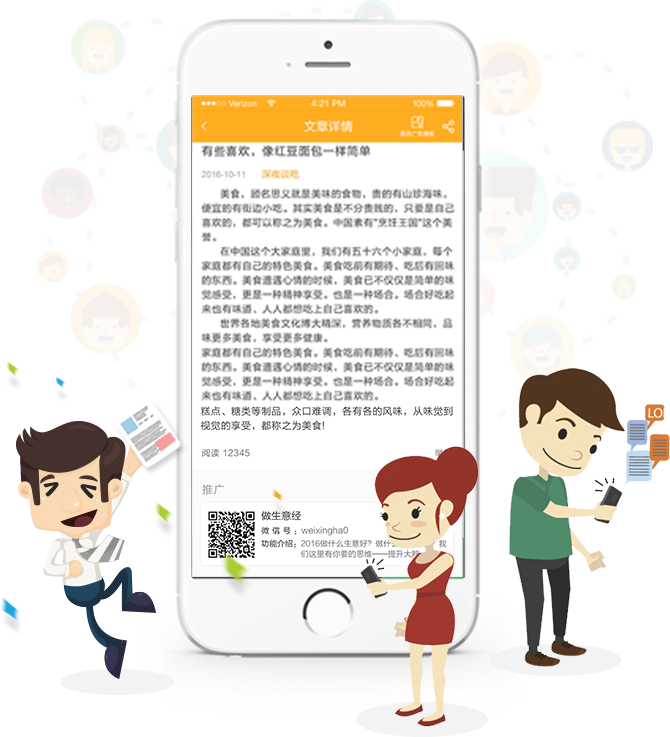 Verizon 4:21 PM 100%
文章详情
更改广告模板
有些喜欢，像红豆面包一样简单
2016-10-11 深夜谈吃
美食，顾名思义就是美味的食物，贵的有山珍海味，
便宜的有街边小吃。其实美食是不分贵贱的，只要是自己
喜欢的，都可以称之为美食。中国素有"烹饪王国"这个美
誉。
在中国这个大家庭里，我们有五十六个小家庭，每个
家庭都有自己的特色美食。美食吃前有期待、吃后有回味
的东西。美食遭遇心情的时候，美食已不仅仅是简单的味
觉感受，更是一种精神享受。也是一种场合。场合好吃起
来也有味道、人人都想吃上自己喜欢的。
世界各地美食文化博大精深，营养物质各不相同，品
味更多美食，享受更多健康。
家庭都有自己的特色美食。美食吃前有期待、吃后有回味
的东西。美食遭遇心情的时候，美食已不仅仅是简单的味
觉感受，更是一种精神享受。也是一种场合。场合好吃起
来也有味道、人人都想吃上自己喜欢的。
糕点、糖类等制品，众口难调，各有各的风味，从味觉到
视觉的享受，都称之为美食!
阅读 12345
推广
做生意经
微 信 号 ：weixingha0
功能介绍：2016做什么生意好？做什 我
们这里有你要的思维——提升大脑
LO